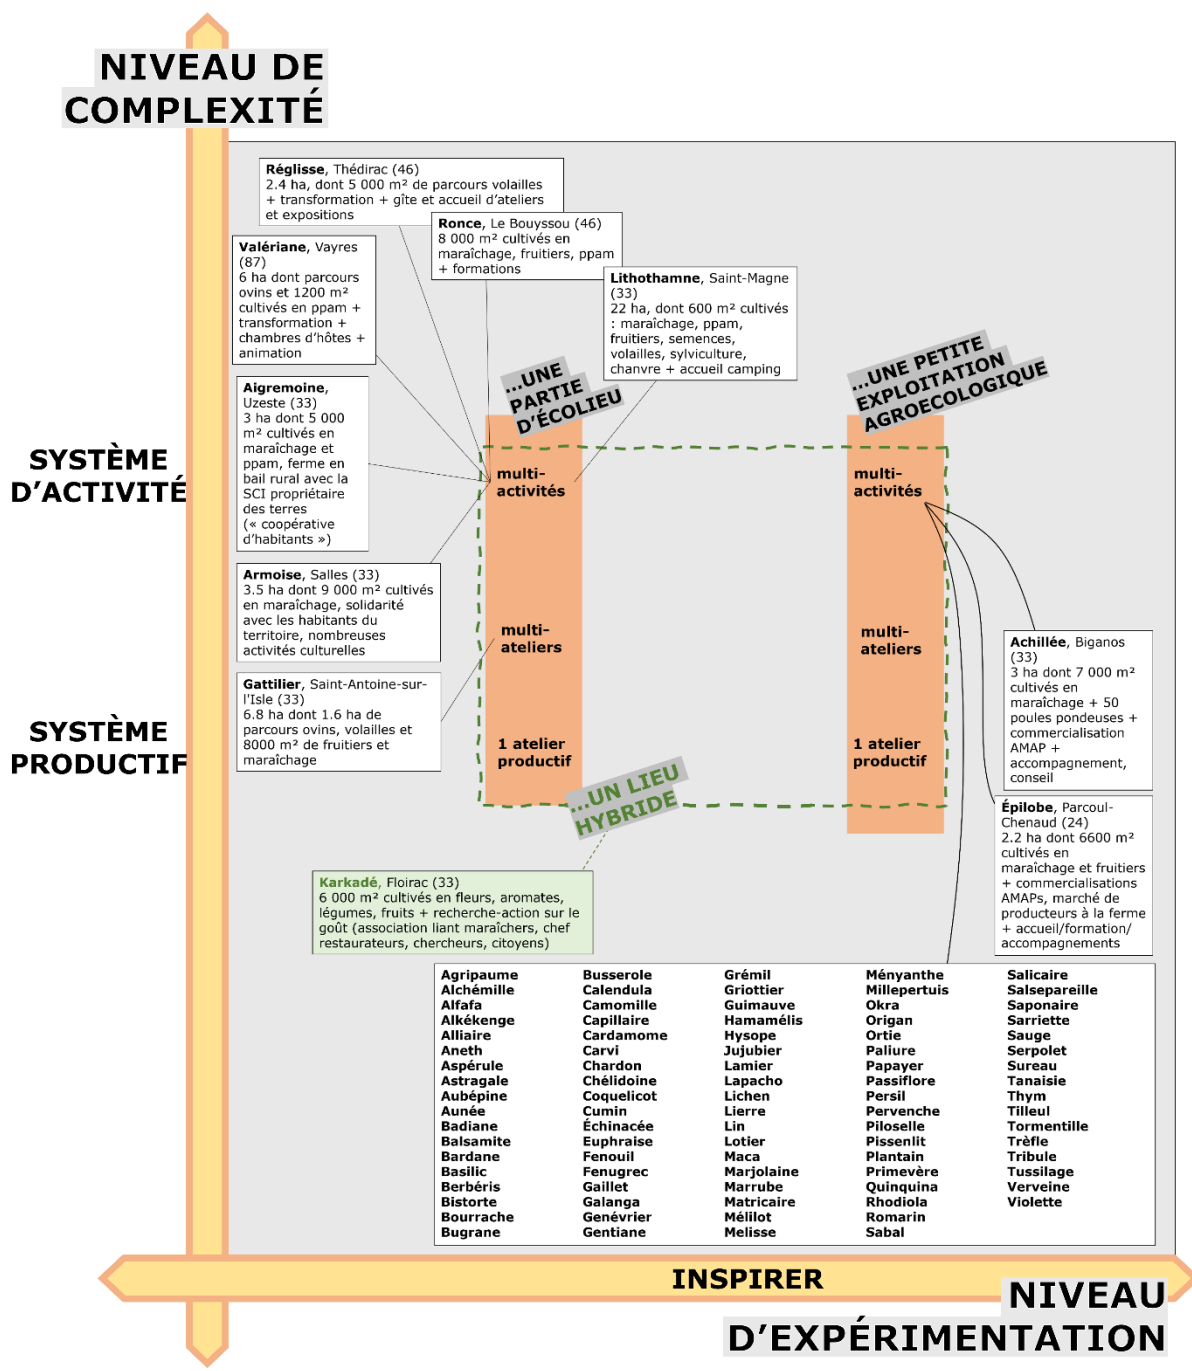 NIVEAU DE
COMPLEXITÉ
Réglisse, Thédirac (46)
2.4 ha, dont 5 000 m² de parcours volailles
+ transformation + gîte et accueil d'ateliers
et expositions
Ronce, Le Bouyssou (46)
8 000 m² cultivés en
maraîchage, fruitiers, ppam
+ formations
Valériane, Vayres
(87)
6 ha dont parcours
ovins et 1200 m²
cultivés en ppam +
transformation +
chambres d'hôtes +
animation
Lithothamne, Saint-Magne
(33)
22 ha, dont 600 m² cultivés
: maraîchage, ppam,
fruitiers, semences,
volailles, sylviculture,
chanvre + accueil camping
...UNE
PARTIE
D'ÉCOLIEU
...UNE PETITE
EXPLOITATION
AGROECOLOGIQUE
Aigremoine,
Uzeste (33)
3 ha dont 5 000
m² cultivés en
maraîchage et
ppam, ferme en
bail rural avec la
SCI propriétaire
des terres
(« coopérative
d'habitants »)
SYSTÈME
D'ACTIVITÉ
multi-
activités
multi-
activités
Armoise, Salles (33)
3.5 ha dont 9 000 m² cultivés
en maraîchage, solidarité
avec les habitants du
territoire, nombreuses
activités culturelles
multi-
ateliers
multi-
ateliers
Achillée, Biganos
(33)
3 ha dont 7 000 m²
cultivés en
maraîchage + 50
poules pondeuses +
commercialisation
AMAP +
accompagnement,
conseil
Gattilier, Saint-Antoine-sur-
l'Isle (33)
6.8 ha dont 1.6 ha de
parcours ovins, volailles et
8000 m² de fruitiers et
maraîchage
SYSTÈME
PRODUCTIF
1 atelier
productif
1 atelier
productif
...UN LIEU
HYBRIDE
Épilobe, Parcoul-
Chenaud (24)
2.2 ha dont 6600 m²
cultivés en
maraîchage et fruitiers
+ commercialisations
AMAPs, marché de
producteurs à la ferme
+ accueil/formation/
accompagnements
Karkadé, Floirac (33)
6 000 m² cultivés en fleurs, aromates,
légumes, fruits + recherche-action sur le
goût (association liant maraîchers, chef
restaurateurs, chercheurs, citoyens)
Agripaume
Alchémille
Alfafa
Alkékenge
Alliaire
Aneth
Aspérule
Astragale
Aubépine
Aunée
Badiane
Balsamite
Bardane
Basilic
Berbéris
Bistorte
Bourrache
Bugrane
Busserole
Calendula
Camomille
Capillaire
Cardamome
Carvi
Chardon
Chélidoine
Coquelicot
Cumin
Échinacée
Euphraise
Fenouil
Fenugrec
Gaillet
Galanga
Genévrier
Gentiane
Grémil
Griottier
Guimauve
Hamamélis
Hysope
Jujubier
Lamier
Lapacho
Lichen
Lierre
Lin
Lotier
Maca
Marjolaine
Marrube
Matricaire
Mélilot
Melisse
Ményanthe
Millepertuis
Okra
Origan
Ortie
Paliure
Papayer
Passiflore
Persil
Pervenche
Piloselle
Pissenlit
Plantain
Primevère
Quinquina
Rhodiola
Romarin
Sabal
Salicaire
Salsepareille
Saponaire
Sarriette
Sauge
Serpolet
Sureau
Tanaisie
Thym
Tilleul
Tormentille
Trèfle
Tribule
Tussilage
Verveine
Violette
INSPIRER
NIVEAU
D'EXPÉRIMENTATION